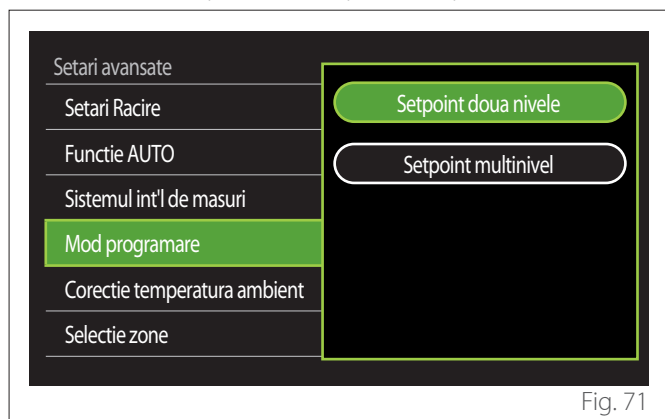 Setari avansate
Setari Racire
Functie AUTO
Sistemul int'l de masuri
Mod programare
Corectie temperatura ambient
Selectie zone
Setpoint doua nivele
Setpoint multinivel
Fig. 71